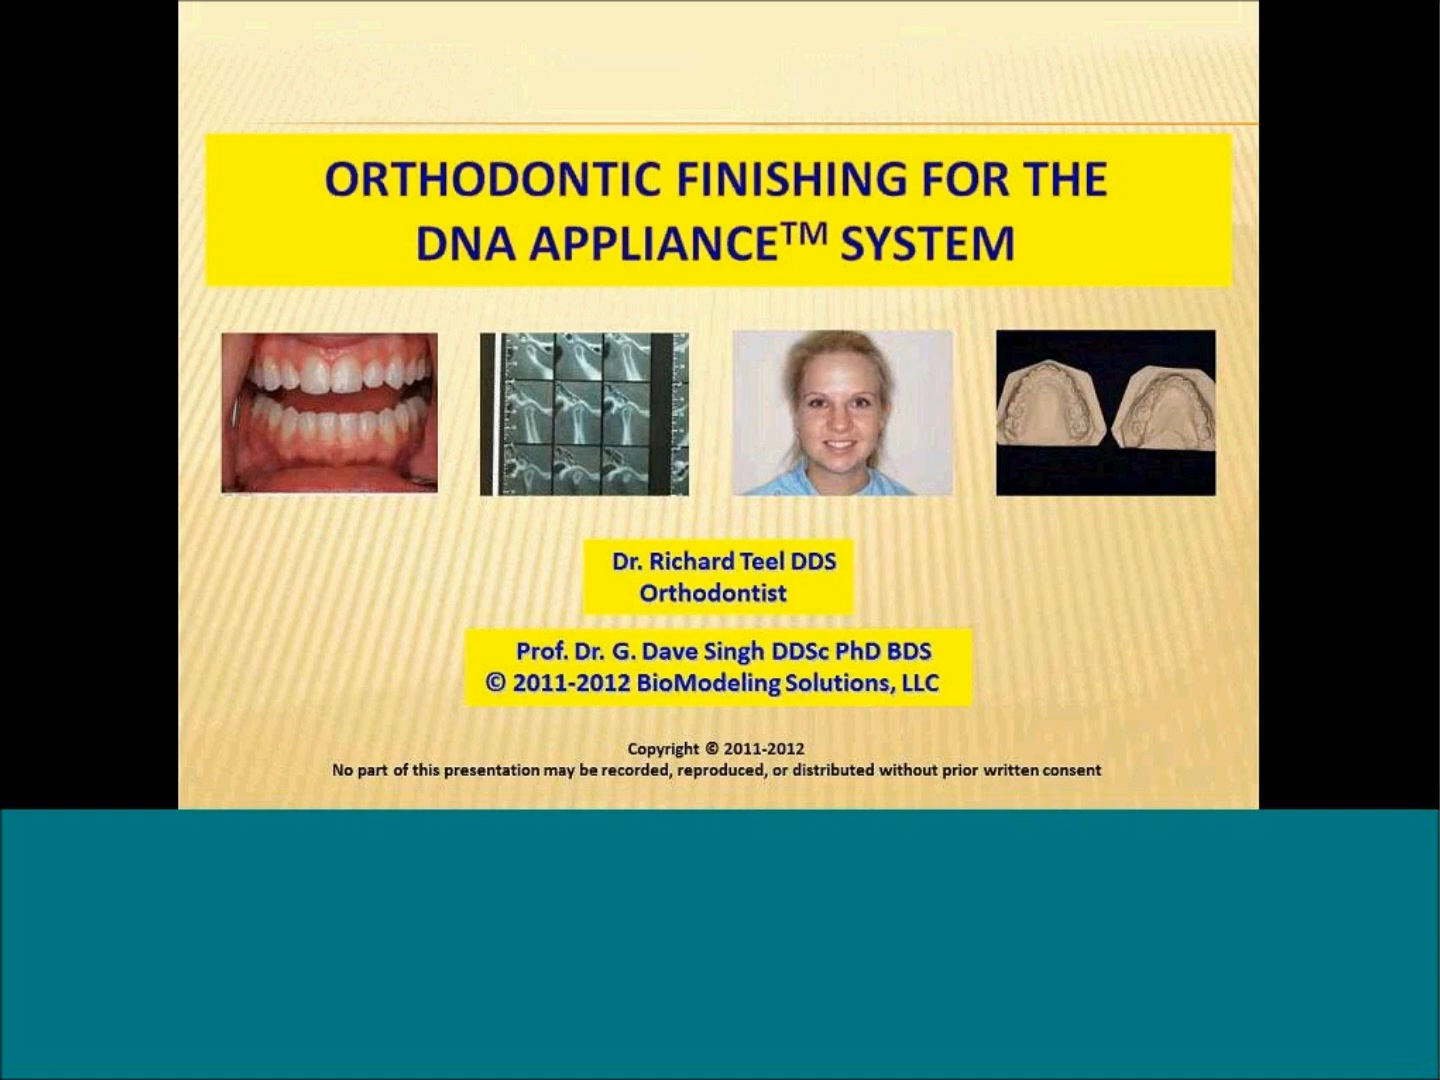 ORTHODONTIC FINISHING FOR THE
DNA APPLIANCE™ SYSTEM
Dr. Richard Teel DDS
Orthodontist
Prof. Dr. G. Dave Singh DDSc PhD BDS
© 2011-2012 BioModeling Solutions, LLC
Copyright © 2011-2012
No part of this presentation may be recorded, reproduced, or distributed without prior written consent